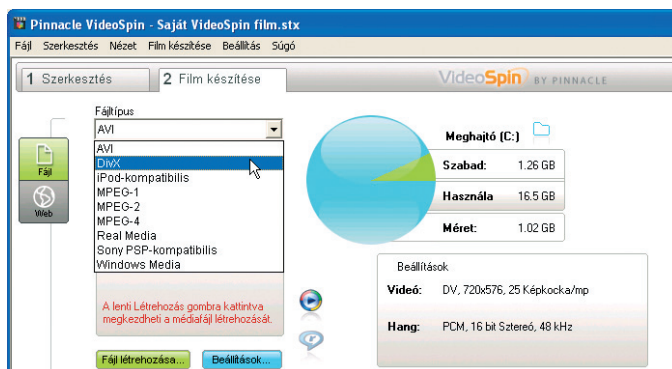 Pinnacle VideoSpin - Saját VideoSpin film.stx
Fájl Szerkesztés Nézet Film készítése Beállítás Súgó
1 Szerkesztés 2 Film készítése VideoSpin BY PINNACLE
Fájltípus
AVI
AVI
DivX
iPod-kompatibilis
MPEG-1
MPEG-2
MPEG-4
Real Media
Sony PSP-kompatibilis
Windows Media
Fájl
Web
A lenti Létrehozás gombra kattintva
megkezdheti a médiafájl létrehozását.
Fájl létrehozása... Beállítások...
Meghajtó (C:)
Szabad: 1.26 GB
Használa 16.5 GB
Méret: 1.02 GB
Beállítások
Videó: DV, 720x576, 25 Képkocka/mp
Hang: PCM, 16 bit Sztereó, 48 kHz